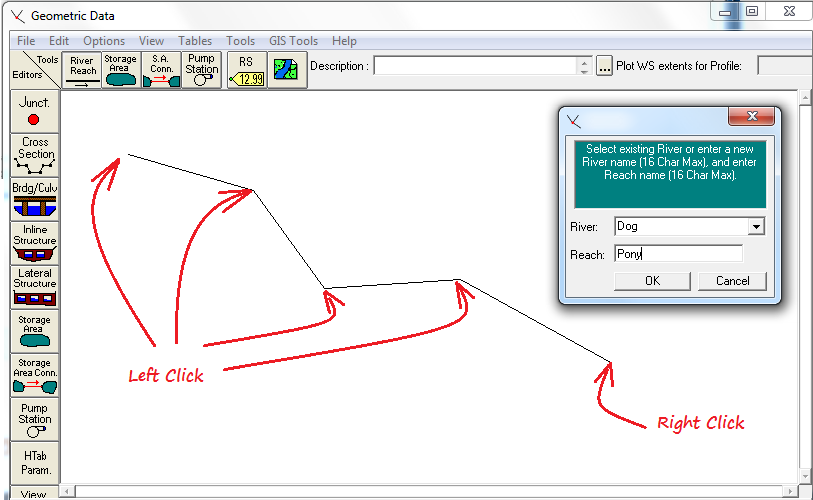 Geometric Data
File Edit Options View Tables Tools GIS Tools Help
Tools
Editors
River
Reach
Storage
Area
S.A.
Conn.
Pump
Station
RS
12.99
Description :
...
Plot WS extents for Profile:
Junct.
Cross
Section
Brdg/Culv
Inline
Structure
Lateral
Structure
Storage
Area
Storage
Area Conn.
Pump
Station
HTab
Param.
View
Select existing River or enter a new
River name (16 Char Max), and enter
Reach name (16 Char Max).
River: Dog
Reach: Pony
OK Cancel
Left Click
Right Click